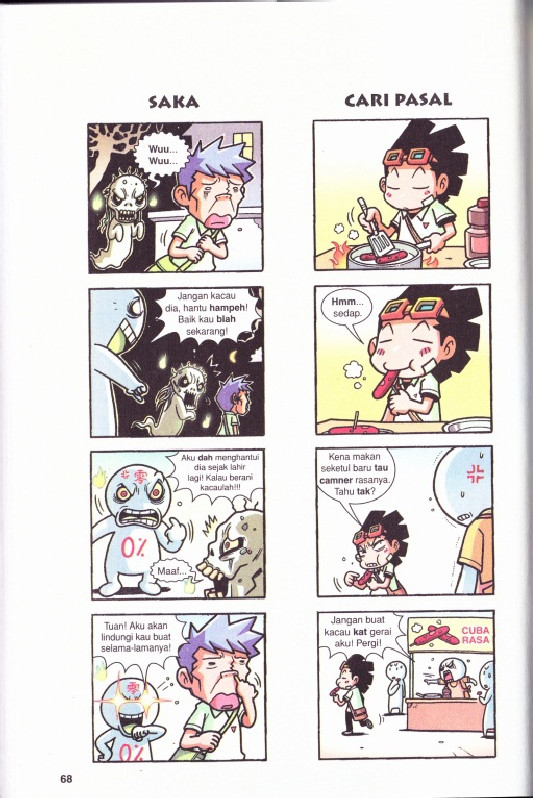 SAKA
'Wuu...
'Wuu...
Jangan kacau
dia, hantu hampeh!
Baik kau blah
sekarang!
Aku dah menghantui
dia sejak lahir
lagi! Kalau berani
kacaulah!!!
零
0%
Maaf...
Tuan! Aku akan
lindungi kau buat
selama-lamanya!
零
0%
CARI PASAL
Hmm...
sedap.
Kena makan
seketul baru tau
camner rasanya.
Tahu tak?
Jangan buat
kacau kat gerai
aku! Pergi!
CUBA
RASA
68